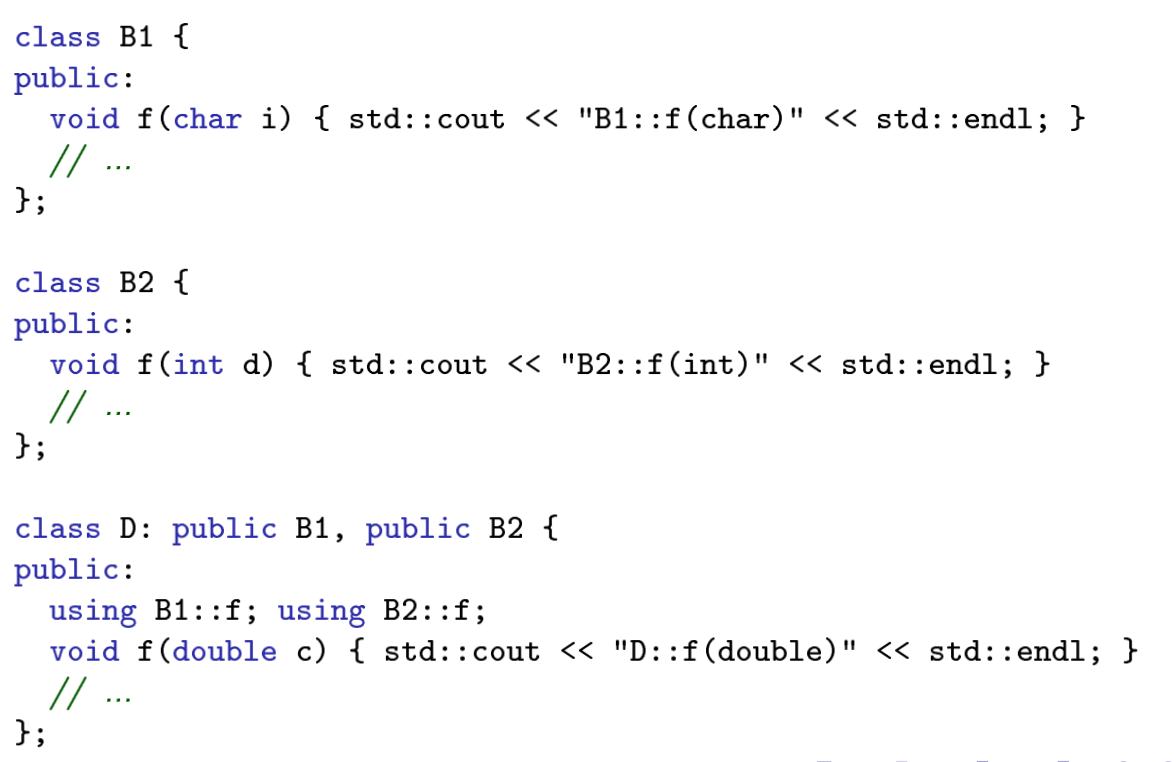 class B1 {
public:
  void f(char i) { std::cout << "B1::f(char)" << std::endl; }
  // ...
};

class B2 {
public:
  void f(int d) { std::cout << "B2::f(int)" << std::endl; }
  // ...
};

class D: public B1, public B2 {
public:
  using B1::f; using B2::f;
  void f(double c) { std::cout << "D::f(double)" << std::endl; }
  // ...
};